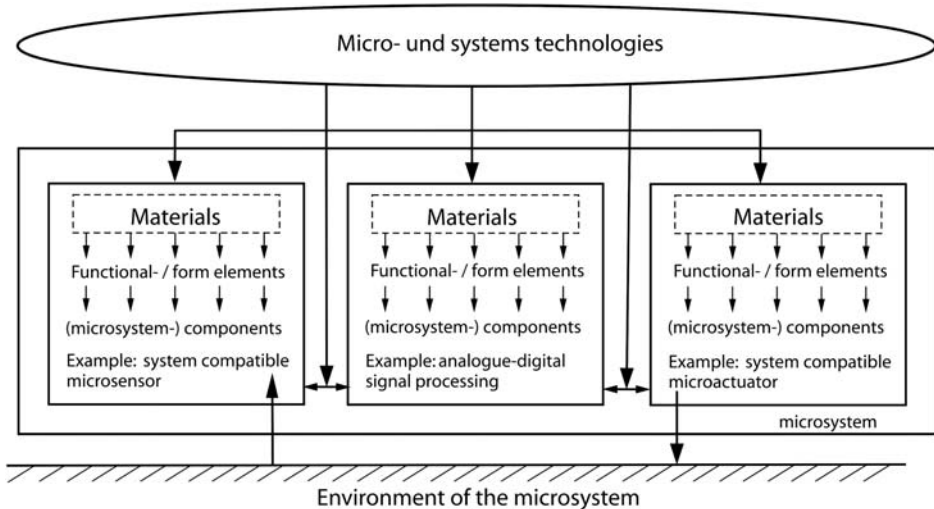 Micro- und systems technologies
Materials
Functional- / form elements
(microsystem-) components
Example: system compatible
microsensor
Materials
Functional- / form elements
(microsystem-) components
Example: analogue-digital
signal processing
Materials
Functional- / form elements
(microsystem-) components
Example: system compatible
microactuator
microsystem
Environment of the microsystem